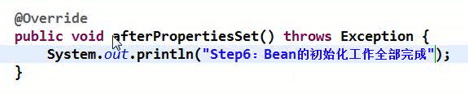 @Override
public void afterPropertiesSet() throws Exception {
System.out.println("Step6：Bean的初始化工作全部完成");
}